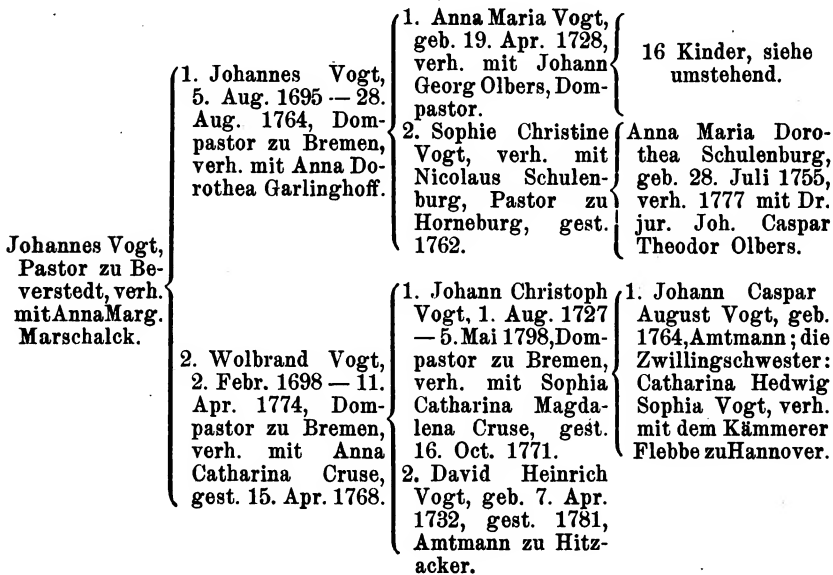 Johannes Vogt,
Pastor zu Be-
verstedt, verh.
mit Anna Marg.
Marschalck.
1. Johannes Vogt,
5. Aug. 1695 — 28.
Aug. 1764, Dom-
pastor zu Bremen,
verh. mit Anna Do-
rothea Garlinghoff.
1. Anna Maria Vogt,
geb. 19. Apr. 1728,
verh. mit Johann
Georg Olbers, Dom-
pastor.
16 Kinder, siehe
umstehend.
2. Sophie Christine
Vogt, verh. mit
Nicolaus Schulen-
burg, Pastor zu
Horneburg, gest.
1762.
Anna Maria Doro-
thea Schulenburg,
geb. 28. Juli 1755,
verh. 1777 mit Dr.
jur. Joh. Caspar
Theodor Olbers.
2. Wolbrand Vogt,
2. Febr. 1698 — 11.
Apr. 1774, Dom-
pastor zu Bremen,
verh. mit Anna
Catharina Cruse,
gest. 15. Apr. 1768.
1. Johann Christoph
Vogt, 1. Aug. 1727
— 5. Mai 1798, Dom-
pastor zu Bremen,
verh. mit Sophia
Catharina Magda-
lena Cruse, gest.
16. Oct. 1771.
1. Johann Caspar
August Vogt, geb.
1764, Amtmann; die
Zwillingschwester:
Catharina Hedwig
Sophia Vogt, verh.
mit dem Kämmerer
Flebbe zu Hannover.
2. David Heinrich
Vogt, geb. 7. Apr.
1732, gest. 1781,
Amtmann zu Hitz-
acker.